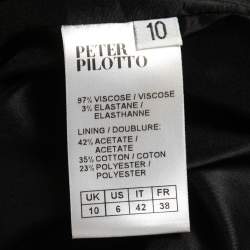 10
PETER
PILOTTO
97% VISCOSE / VISCOSE
3% ELASTANE /
ELASTHANNE
LINING / DOUBLURE:
42% ACETATE /
ACETATE
35% COTTON / COTON
23% POLYESTER /
POLYESTER
UK US IT FR
10 6 42 38